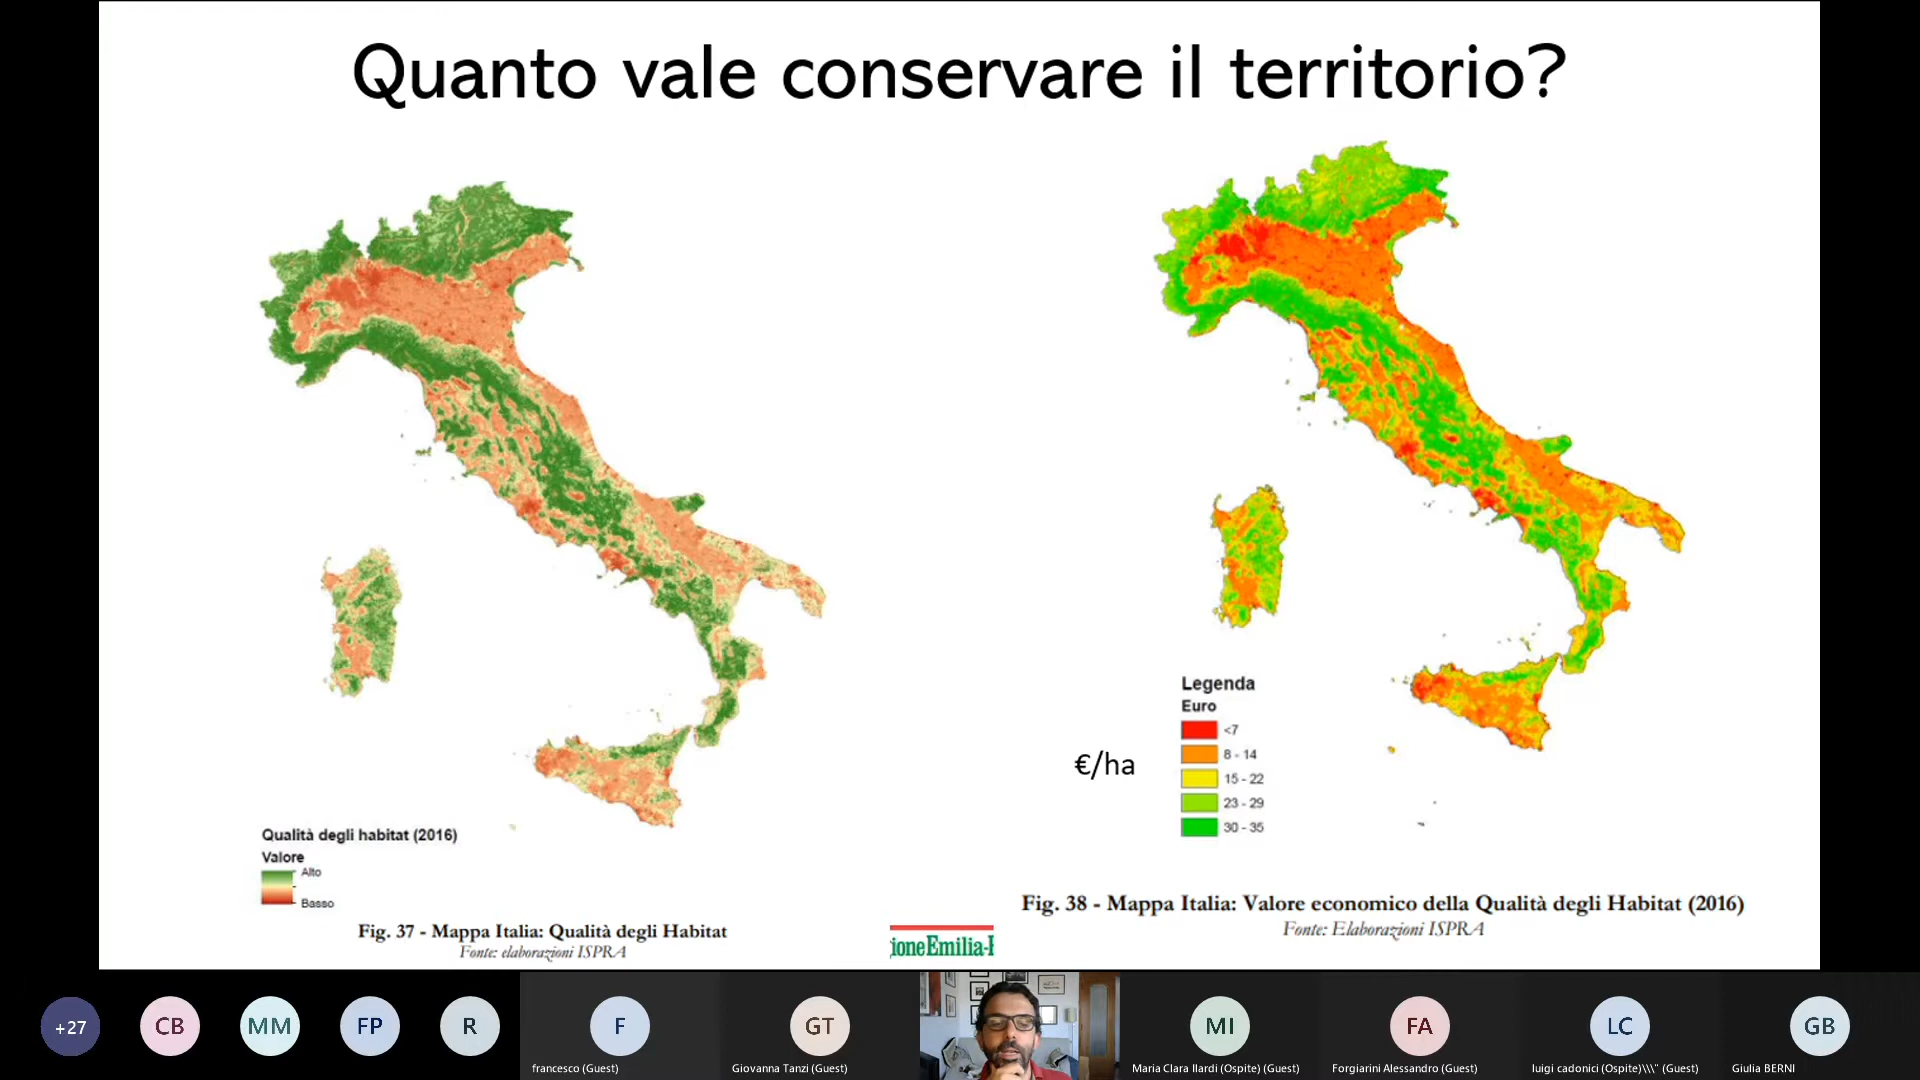 Quanto vale conservare il territorio?
Qualità degli habitat (2016)
Valore
Alto
Basso
Fig. 37 - Mappa Italia: Qualità degli Habitat
Fonte: elaborazioni ISPRA
€/ha
Legenda
Euro
<7
8 - 14
15 - 22
23 - 29
30 - 35
Fig. 38 - Mappa Italia: Valore economico della Qualità degli Habitat (2016)
Fonte: Elaborazioni ISPRA
ioneEmilia-R
+27
CB
MM
FP
R
F
francesco (Guest)
GT
Giovanna Tanzi (Guest)
MI
Maria Clara Ilardi (Ospite) (Guest)
FA
Forgiarini Alessandro (Guest)
LC
luigi cadonici (Ospite)\\\" (Guest)
GB
Giulia BERNI